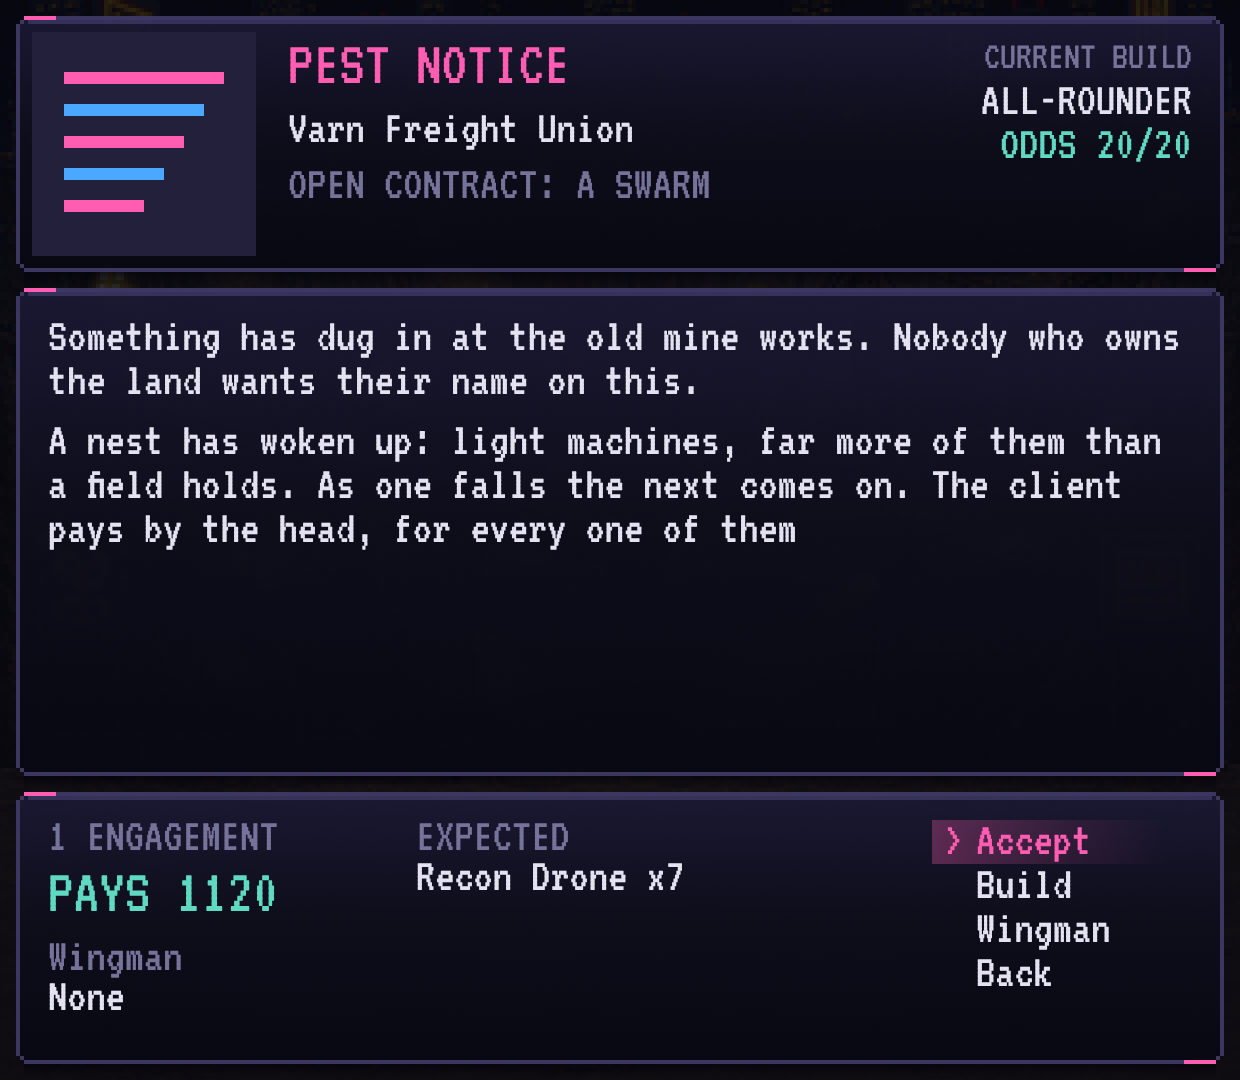 PEST NOTICE
Varn Freight Union
OPEN CONTRACT: A SWARM
CURRENT BUILD
ALL-ROUNDER
ODDS 20/20
Something has dug in at the old mine works. Nobody who owns
the land wants their name on this.
A nest has woken up: light machines, far more of them than
a field holds. As one falls the next comes on. The client
pays by the head, for every one of them
1 ENGAGEMENT
PAYS 1120
Wingman
None
EXPECTED
Recon Drone x7
> Accept
Build
Wingman
Back